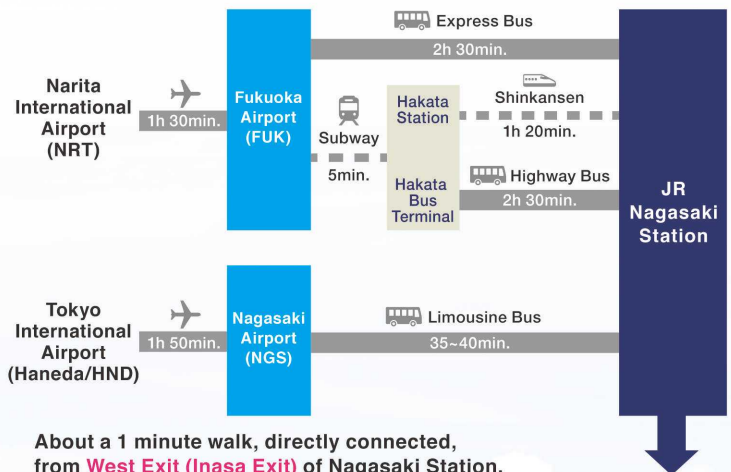 Express Bus
2h 30min.
Narita
International
Airport
(NRT)
1h 30min.
Fukuoka
Airport
(FUK)
Subway
5min.
Hakata
Station
Shinkansen
1h 20min.
Hakata
Bus
Terminal
Highway Bus
2h 30min.
JR
Nagasaki
Station
Tokyo
International
Airport
(Haneda/HND)
1h 50min.
Nagasaki
Airport
(NGS)
Limousine Bus
35~40min.
About a 1 minute walk, directly connected,
from West Exit (Inasa Exit) of Nagasaki Station.